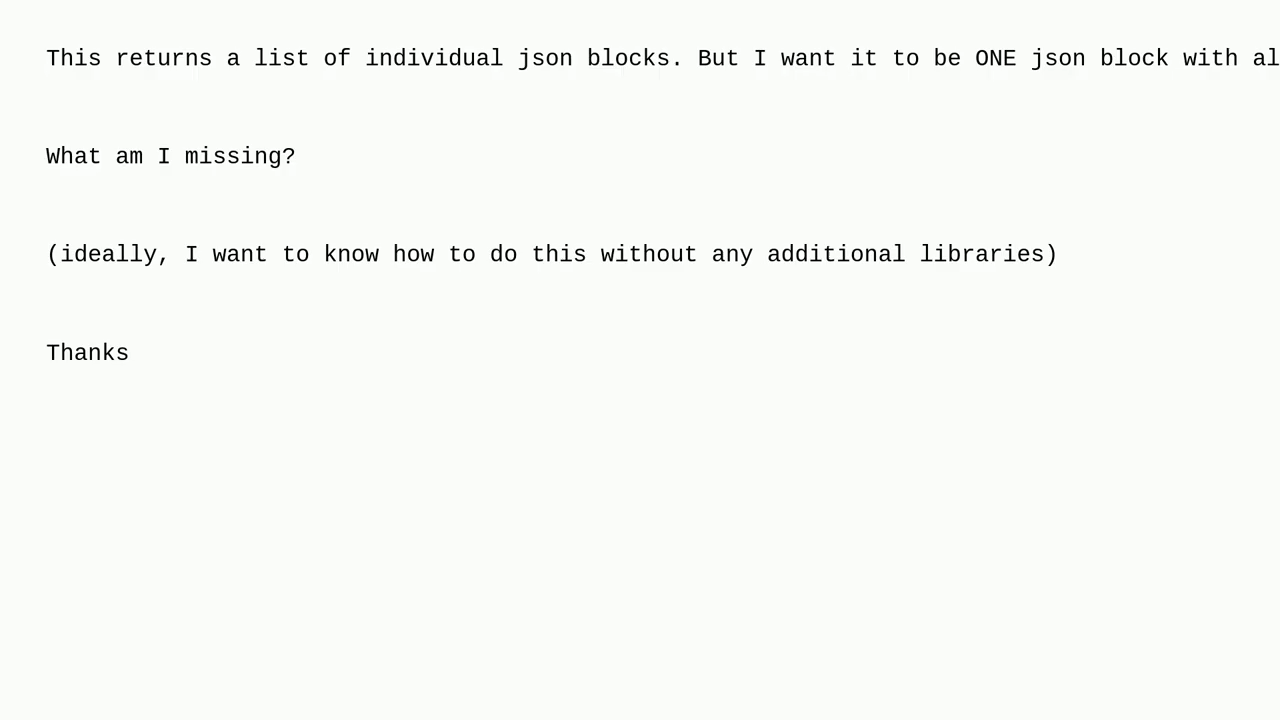 This returns a list of individual json blocks. But I want it to be ONE json block with
What am I missing?
(ideally, I want to know how to do this without any additional libraries)
Thanks